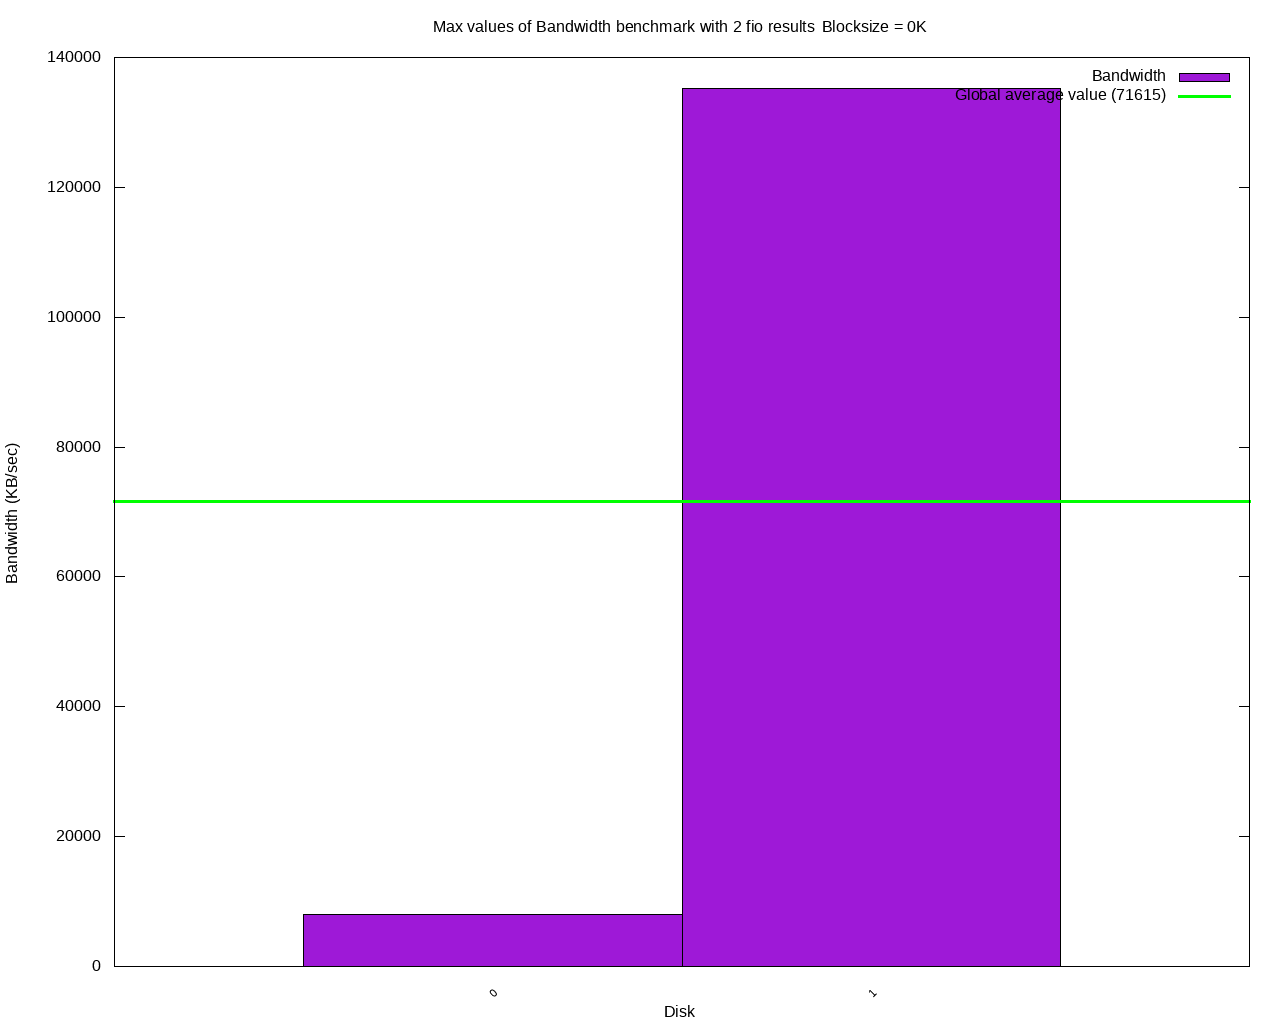 Max values of Bandwidth benchmark with 2 fio results Blocksize = 0K
140000
120000
100000
80000
60000
40000
20000
0
Bandwidth (KB/sec)
Bandwidth
Global average value (71615)
0
1
Disk